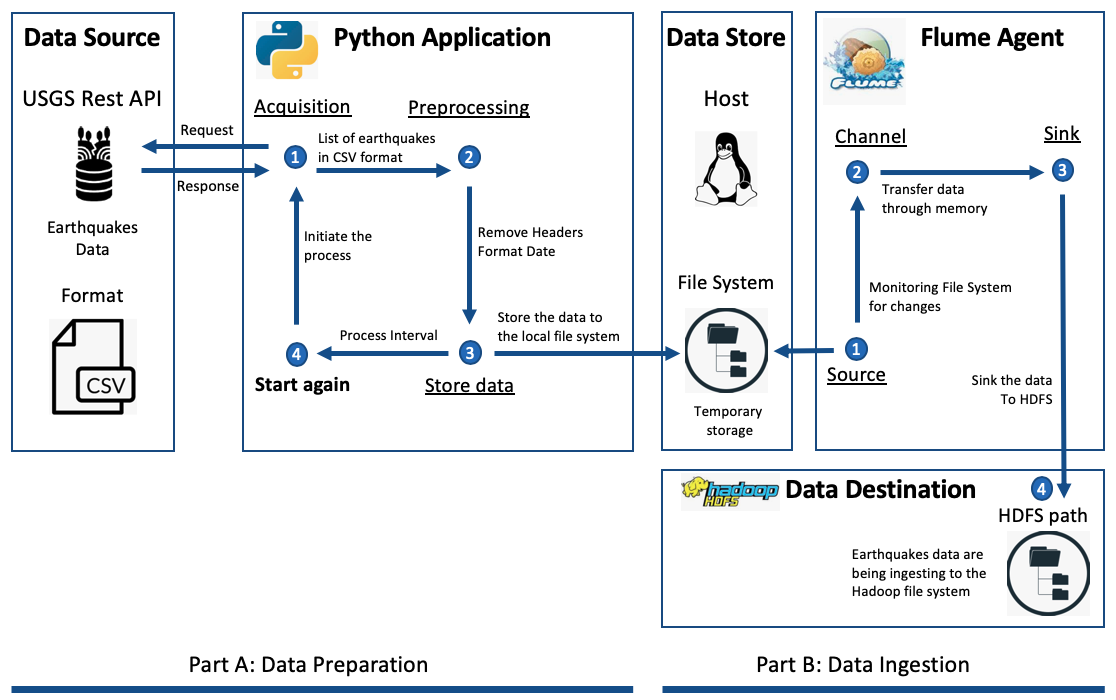 Data Source
USGS Rest API
Earthquakes
Data
Format
CSV
Request
Response
Python Application
Acquisition
Preprocessing
1
List of earthquakes
in CSV format
2
Initiate the
process
Remove Headers
Format Date
4
Start again
Process Interval
3
Store data
Store the data to
the local file system
Data Store
Host
File System
Temporary
storage
Flume Agent
FLUME
Channel
Sink
2
Transfer data
through memory
3
Monitoring File System
for changes
1
Source
Sink the data
To HDFS
hadoop
HDFS
Data Destination
4
HDFS path
Earthquakes data are
being ingesting to the
Hadoop file system
Part A: Data Preparation
Part B: Data Ingestion